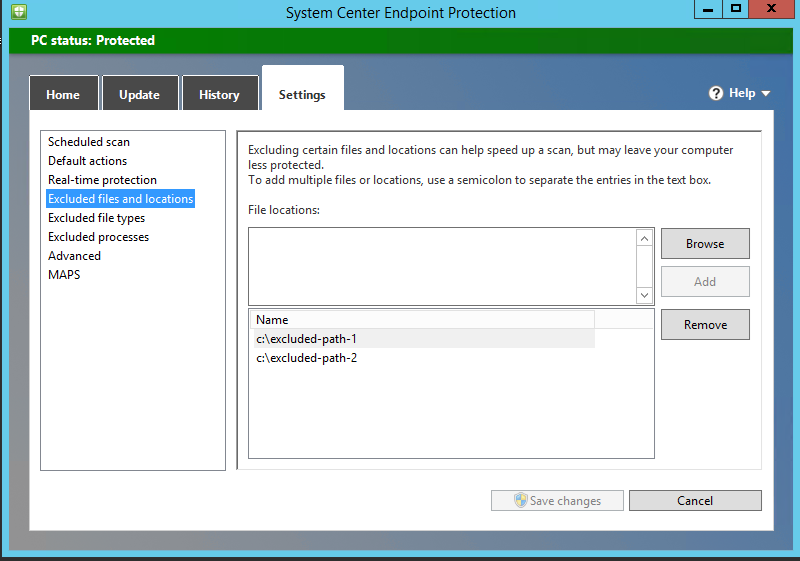 System Center Endpoint Protection
PC status: Protected
Home
Update
History
Settings
Help
Scheduled scan
Default actions
Real-time protection
Excluded files and locations
Excluded file types
Excluded processes
Advanced
MAPS
Excluding certain files and locations can help speed up a scan, but may leave your computer
less protected.
To add multiple files or locations, use a semicolon to separate the entries in the text box.
File locations:
Browse
Add
Name
Remove
c:\excluded-path-1
c:\excluded-path-2
Save changes
Cancel